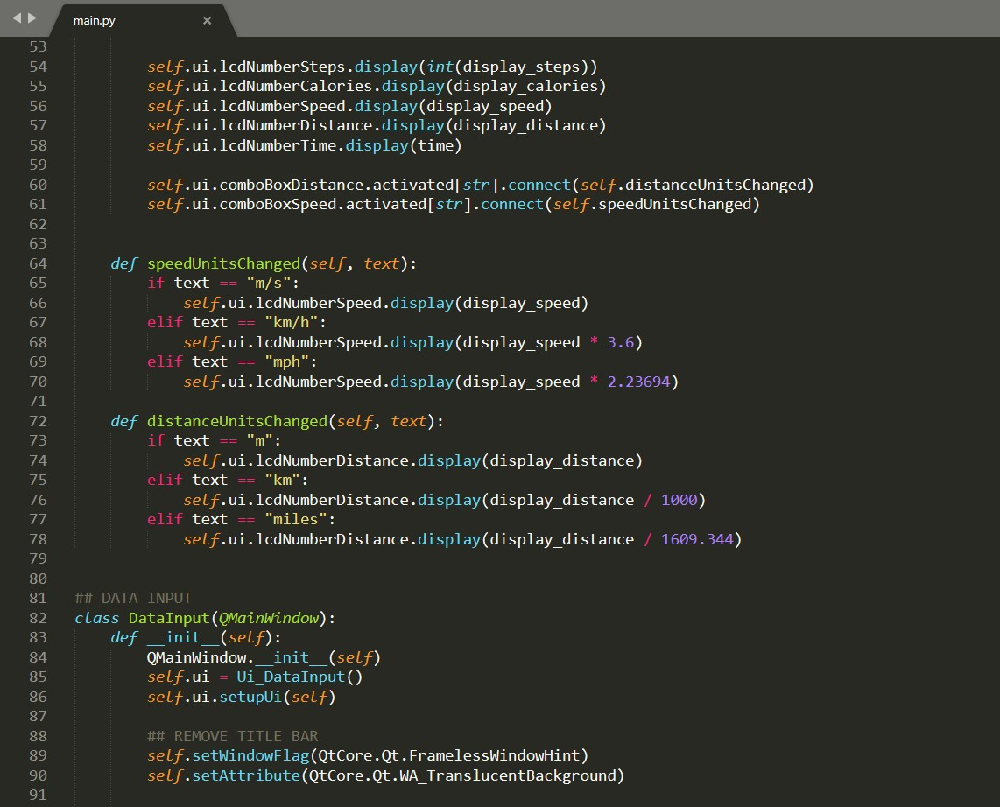 main.py ×
53
54         self.ui.lcdNumberSteps.display(int(display_steps))
55         self.ui.lcdNumberCalories.display(display_calories)
56         self.ui.lcdNumberSpeed.display(display_speed)
57         self.ui.lcdNumberDistance.display(display_distance)
58         self.ui.lcdNumberTime.display(time)
59
60         self.ui.comboBoxDistance.activated[str].connect(self.distanceUnitsChanged)
61         self.ui.comboBoxSpeed.activated[str].connect(self.speedUnitsChanged)
62
63
64     def speedUnitsChanged(self, text):
65         if text == "m/s":
66             self.ui.lcdNumberSpeed.display(display_speed)
67         elif text == "km/h":
68             self.ui.lcdNumberSpeed.display(display_speed * 3.6)
69         elif text == "mph":
70             self.ui.lcdNumberSpeed.display(display_speed * 2.23694)
71
72     def distanceUnitsChanged(self, text):
73         if text == "m":
74             self.ui.lcdNumberDistance.display(display_distance)
75         elif text == "km":
76             self.ui.lcdNumberDistance.display(display_distance / 1000)
77         elif text == "miles":
78             self.ui.lcdNumberDistance.display(display_distance / 1609.344)
79
80
81 ## DATA INPUT
82 class DataInput(QMainWindow):
83     def __init__(self):
84         QMainWindow.__init__(self)
85         self.ui = Ui_DataInput()
86         self.ui.setupUi(self)
87
88         ## REMOVE TITLE BAR
89         self.setWindowFlag(QtCore.Qt.FramelessWindowHint)
90         self.setAttribute(QtCore.Qt.WA_TranslucentBackground)
91